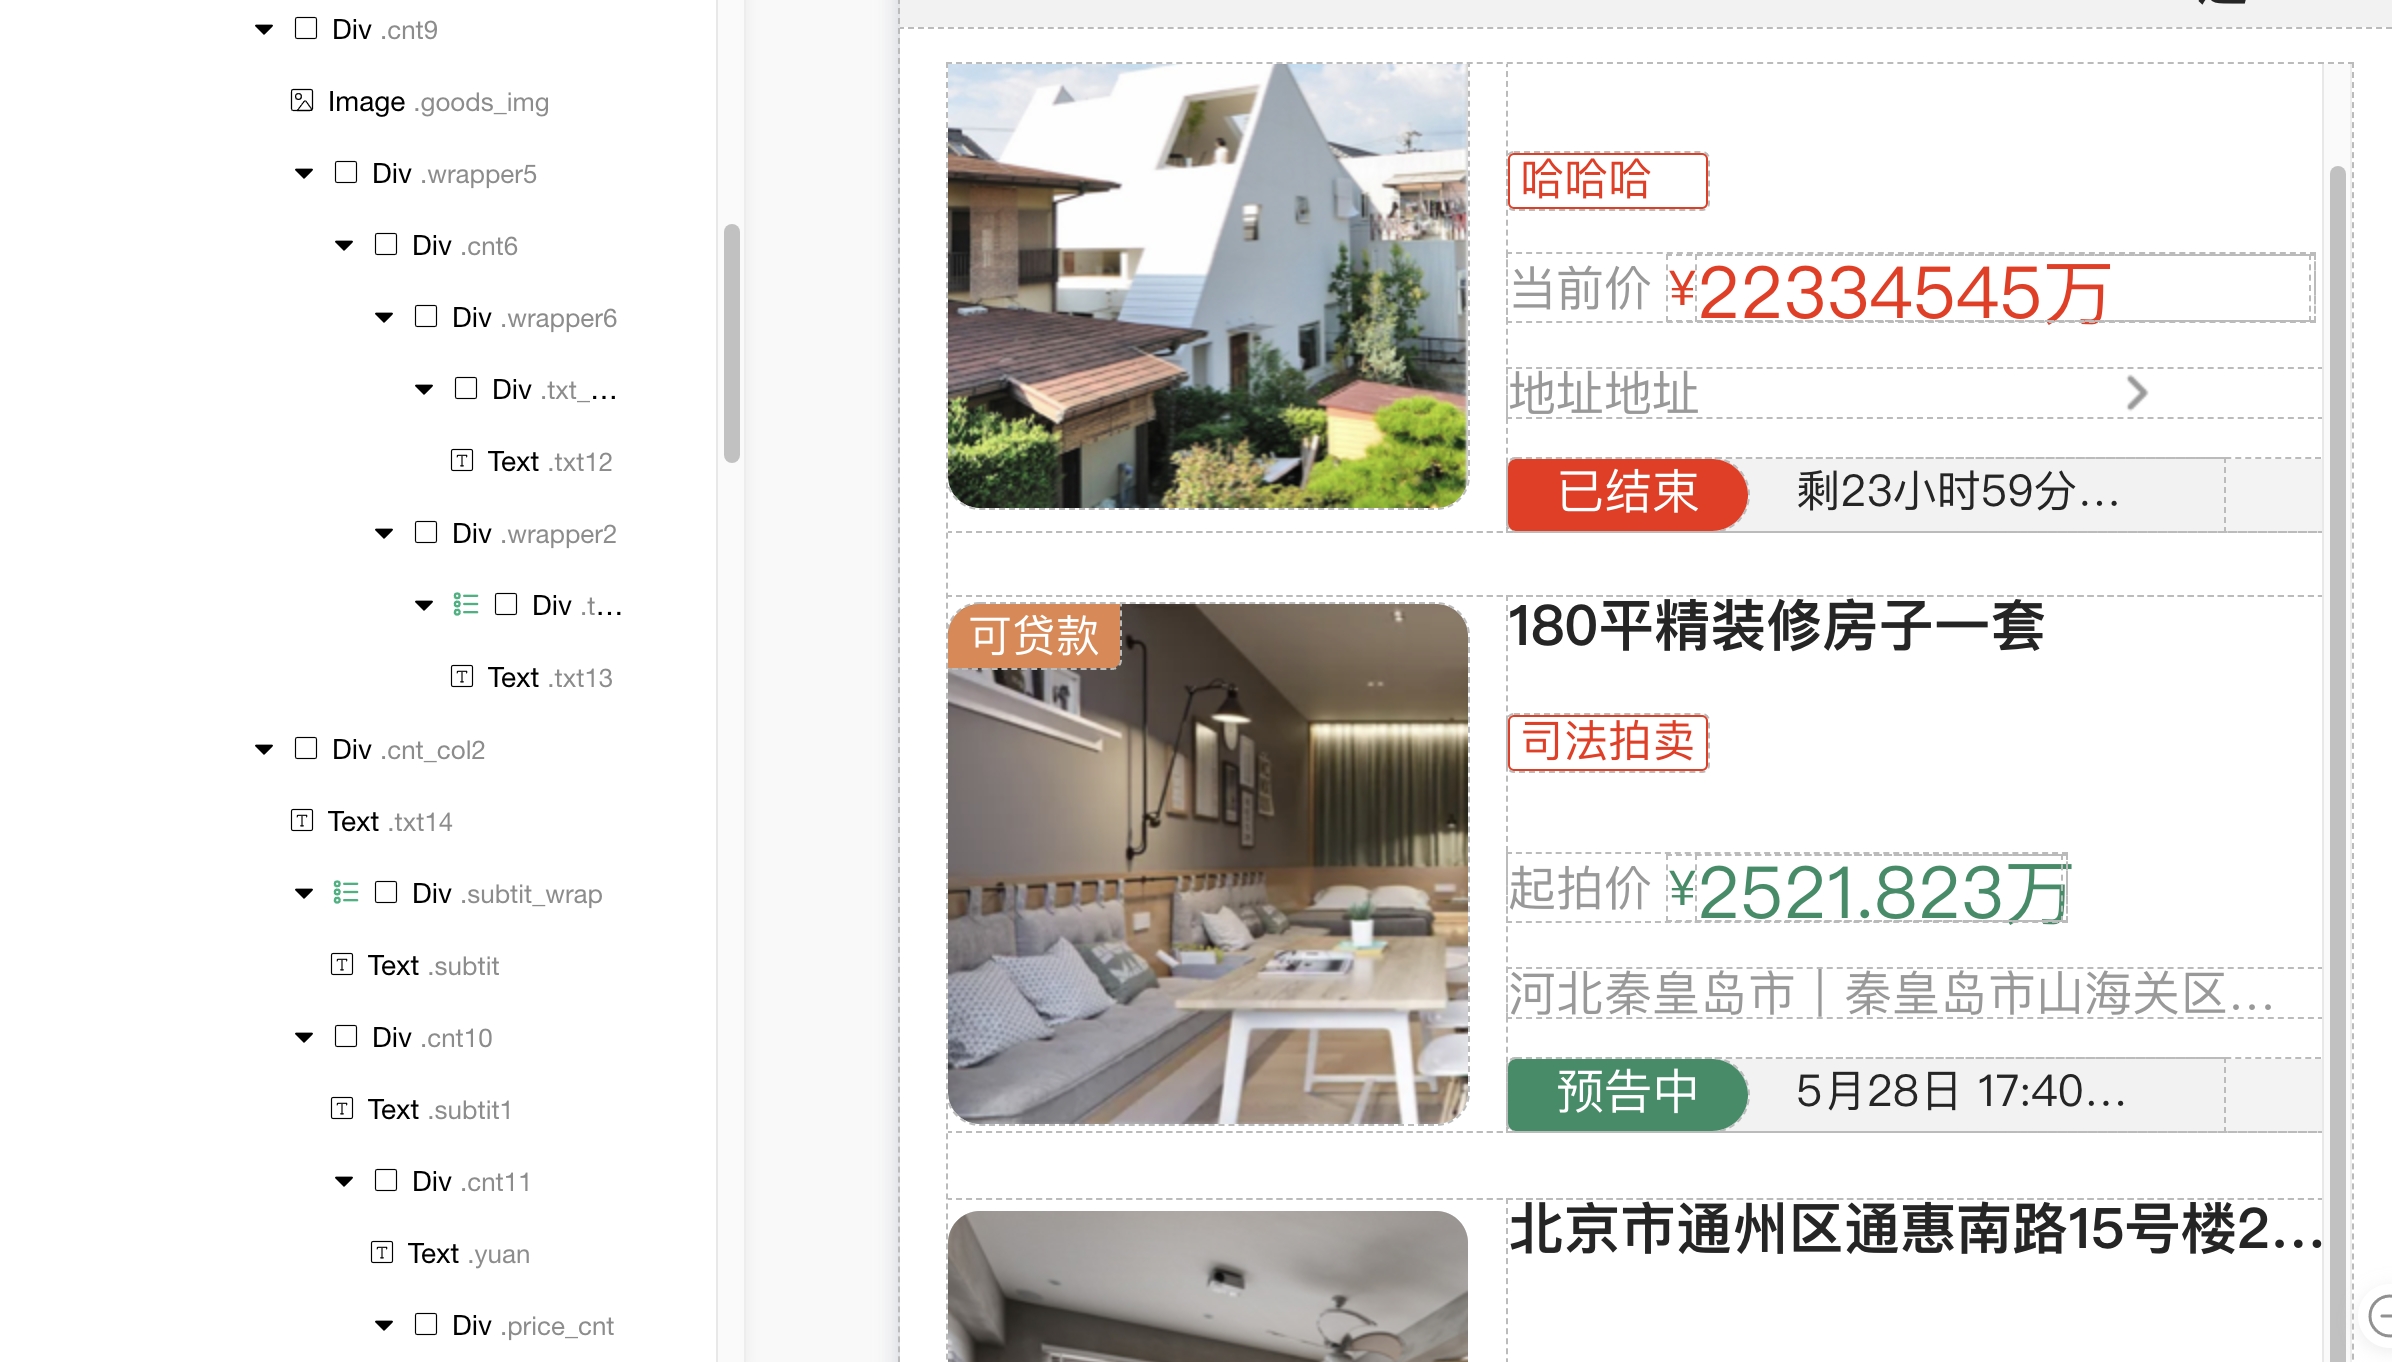 Div .cnt9
Image .goods_img
Div .wrapper5
Div .cnt6
Div .wrapper6
Div .txt_...
Text .txt12
Div .wrapper2
Div .t...
Text .txt13
Div .cnt_col2
Text .txt14
Div .subtit_wrap
Text .subtit
Div .cnt10
Text .subtit1
Div .cnt11
Text .yuan
Div .price_cnt
哈哈哈
当前价 ¥22334545万
地址地址
已结束 剩23小时59分...
可贷款
180平精装修房子一套
司法拍卖
起拍价 ¥2521.823万
河北秦皇岛市｜秦皇岛市山海关区...
预告中 5月28日 17:40...
北京市通州区通惠南路15号楼2...